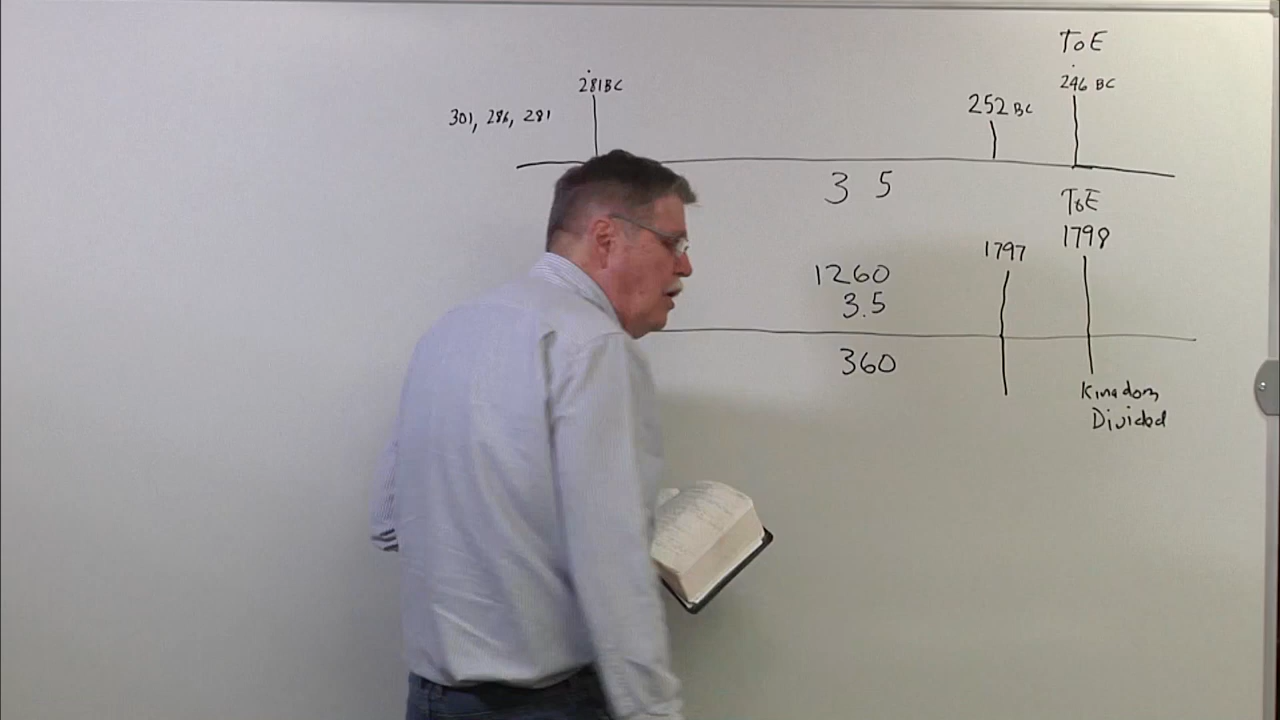 ToE
281BC
246 BC
252 BC
301, 286, 281
3 5
ToE
1798
1797
1260
3.5
360
Kingdom
Divided